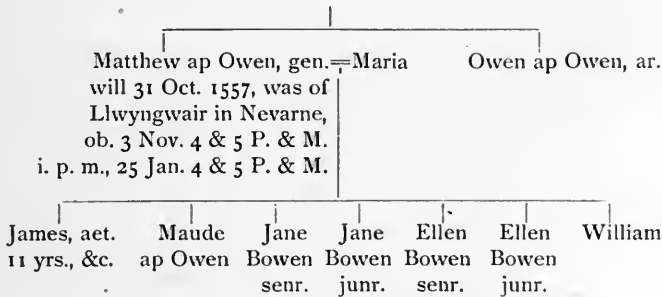 Matthew ap Owen, gen.=Maria Owen ap Owen, ar.
will 31 Oct. 1557, was of
Llwyngwair in Nevarne,
ob. 3 Nov. 4 & 5 P. & M.
i. p. m., 25 Jan. 4 & 5 P. & M.
James, aet. Maude Jane Jane Ellen Ellen William
11 yrs., &c. ap Owen Bowen Bowen Bowen Bowen
senr. junr. senr. junr.